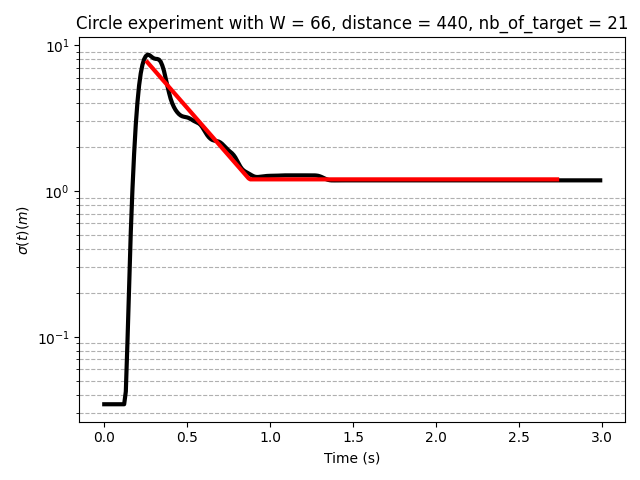 Circle experiment with W = 66, distance = 440, nb_of_target = 21
10¹
10⁰
10⁻¹
σ(t)(m)
0.0 0.5 1.0 1.5 2.0 2.5 3.0
Time (s)